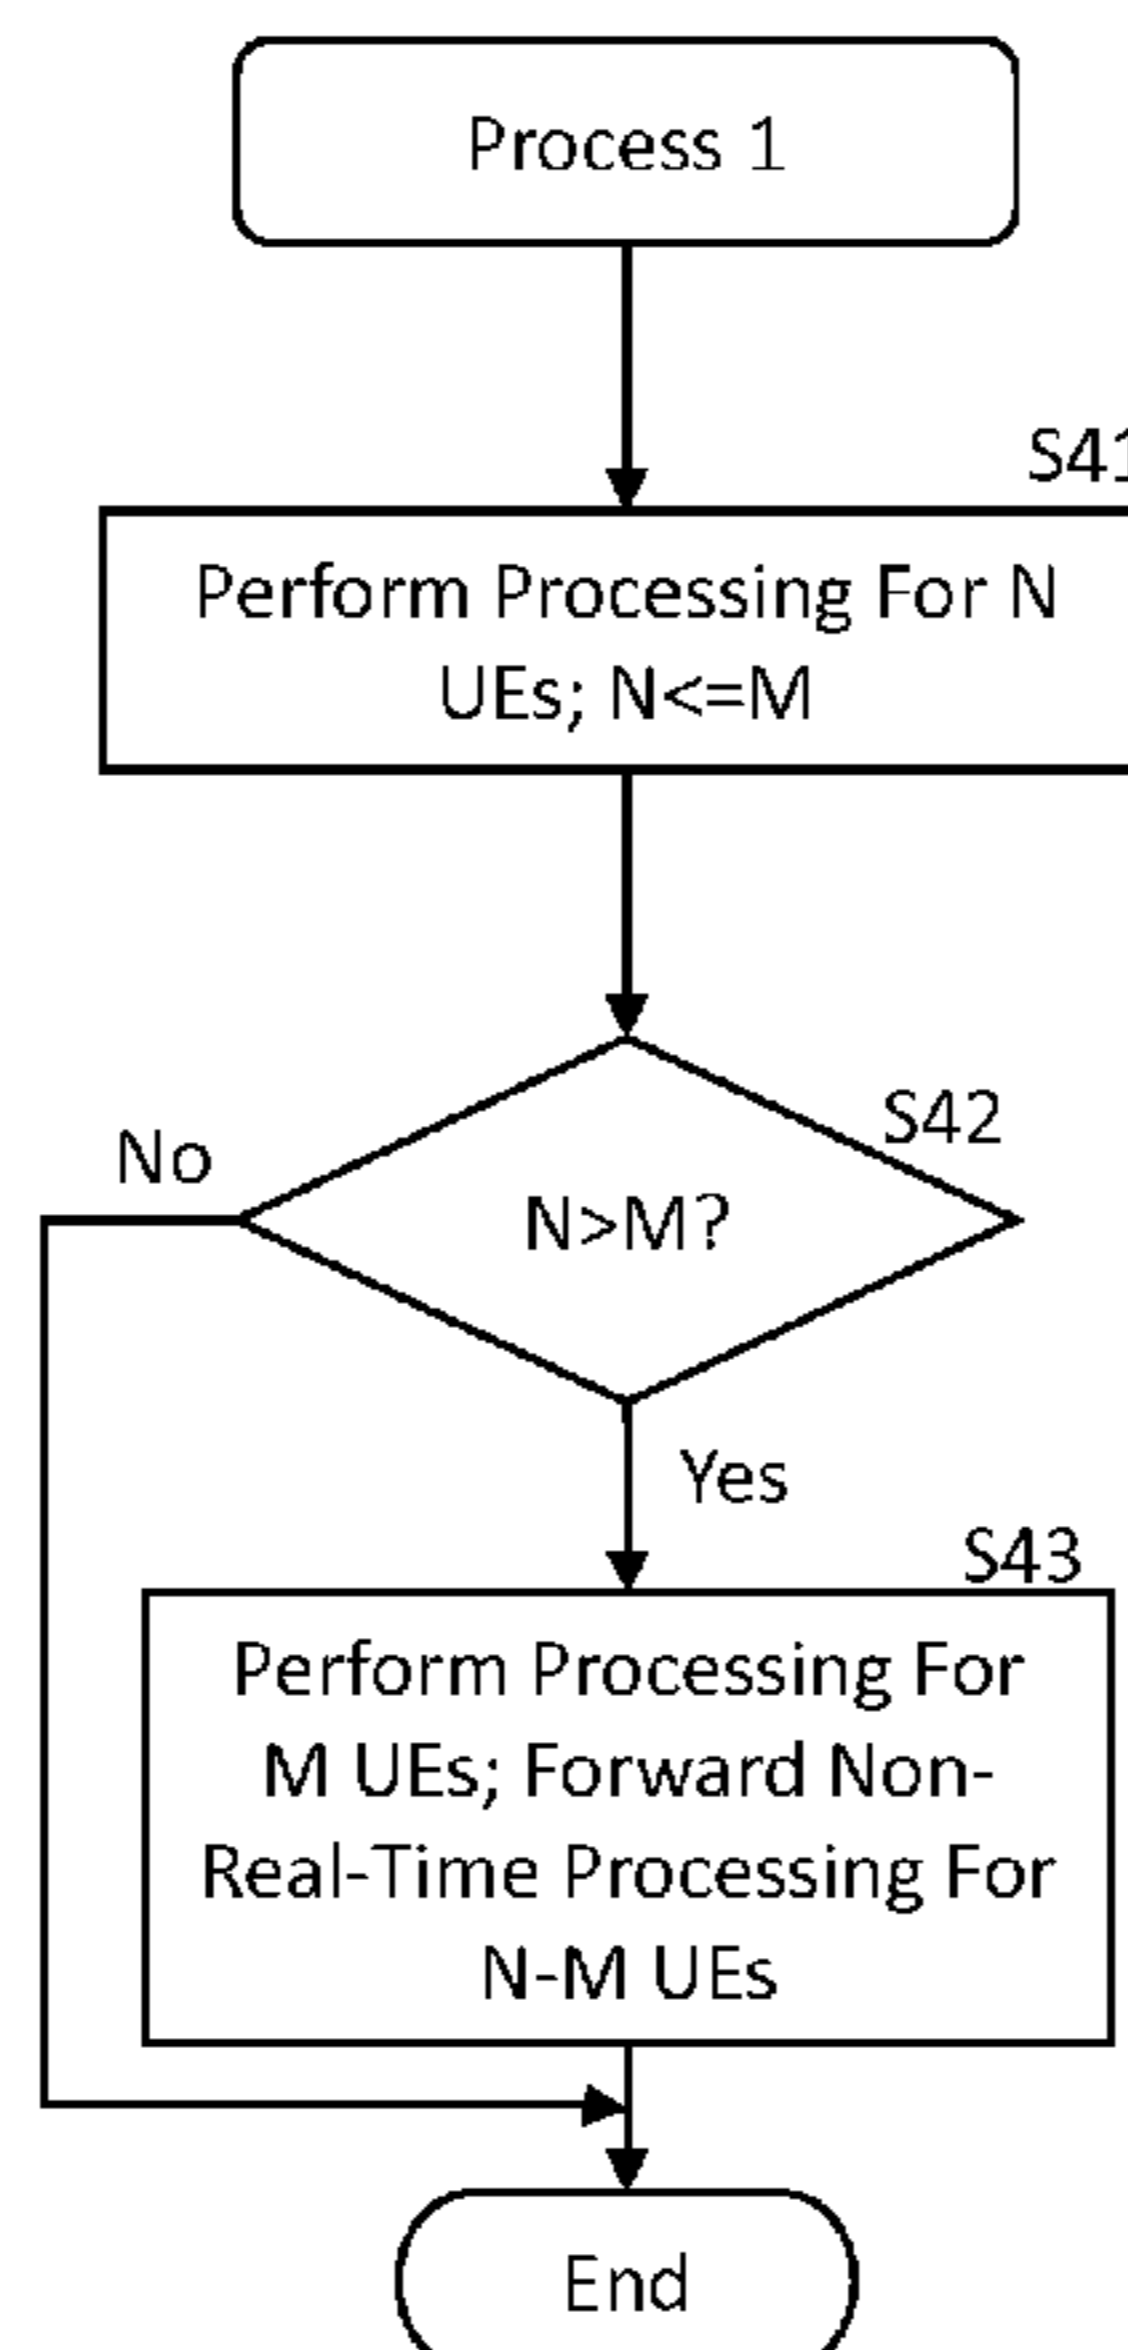 Process 1
S41
Perform Processing For N
UEs; N<=M
S42
No
N>M?
Yes
S43
Perform Processing For
M UEs; Forward Non-
Real-Time Processing For
N-M UEs
End